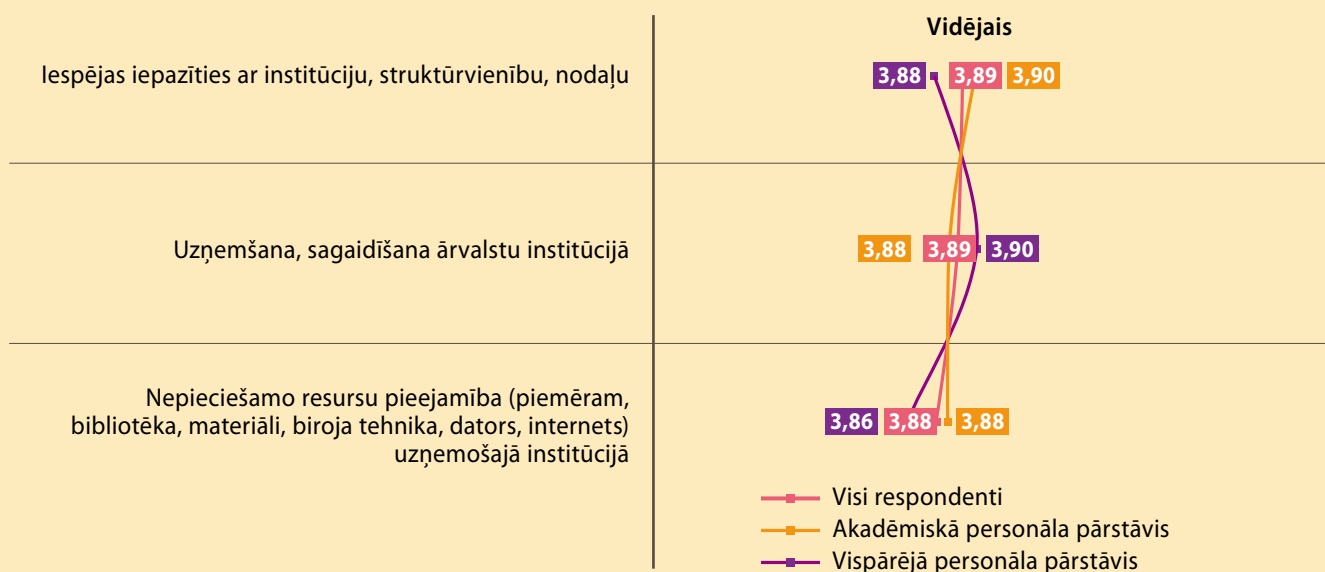 Vidējais
Iespējas iepazīties ar institūciju, struktūrvienību, nodaļu
3,88 3,89 3,90
Uzņemšana, sagaidīšana ārvalstu institūcijā
3,88 3,89 3,90
Nepieciešamo resursu pieejamība (piemēram,
bibliotēka, materiāli, biroja tehnika, dators, internets)
uzņemošajā institūcijā
3,86 3,88 3,88
Visi respondenti
Akadēmiskā personāla pārstāvis
Vispārējā personāla pārstāvis